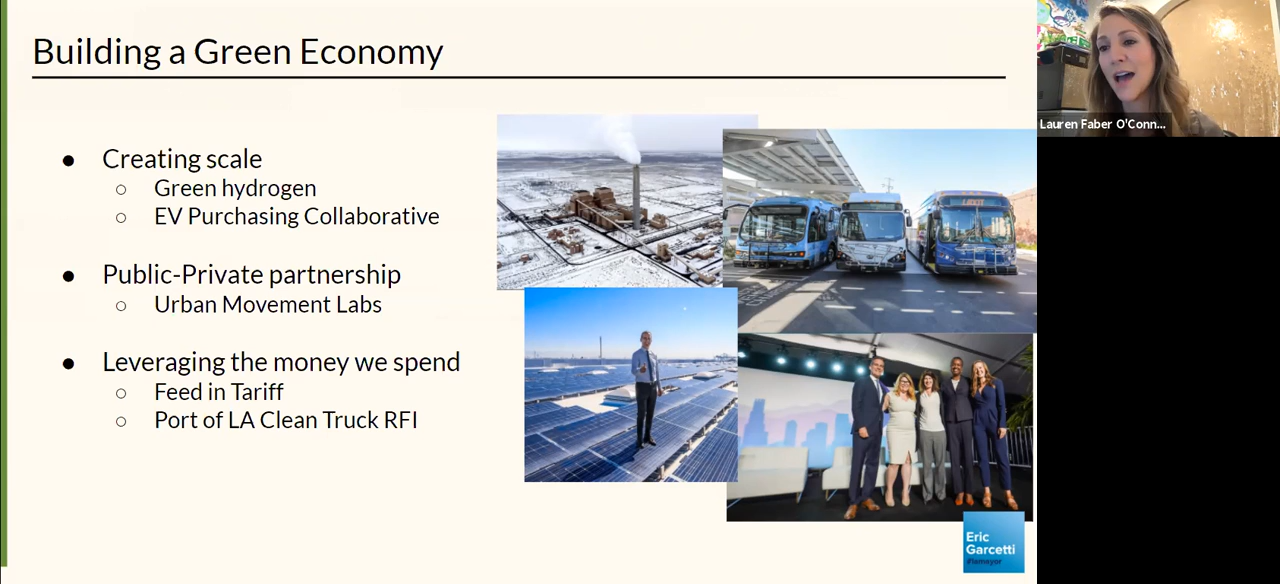 Building a Green Economy
Lauren Faber O'Conn...
● Creating scale
○ Green hydrogen
○ EV Purchasing Collaborative
● Public-Private partnership
○ Urban Movement Labs
● Leveraging the money we spend
○ Feed in Tariff
○ Port of LA Clean Truck RFI
Eric
Garcetti
#lamayor